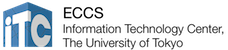 iTC
ECCS
Information Technology Center,
The University of Tokyo